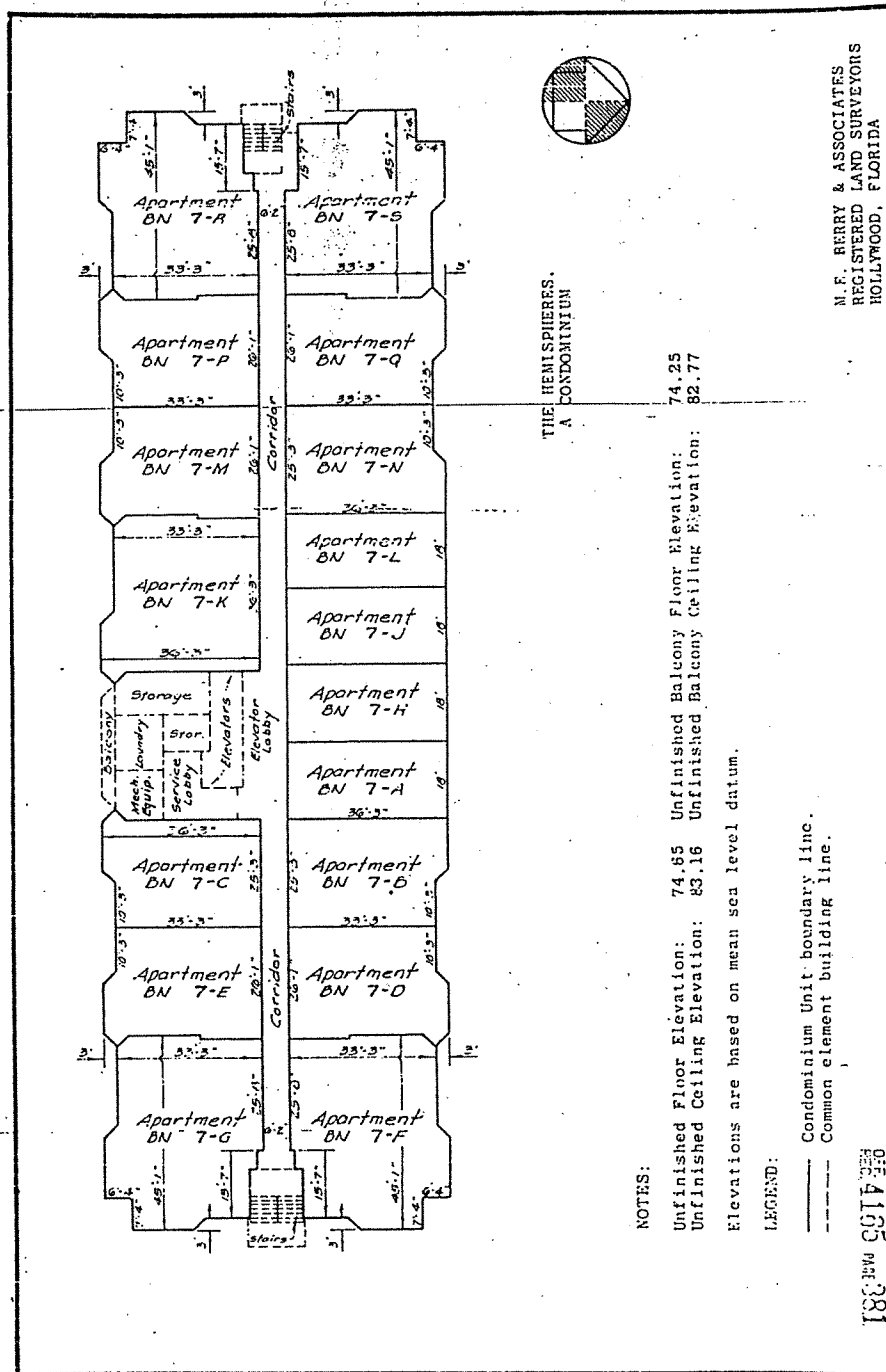 Apartment
BN 7-G
Apartment
BN 7-E
Apartment
BN 7-C
Balcony
Mech.
Equip.
Laundry
Storage
Service
Lobby
Stor.
Elevators
Elevator
Lobby
Apartment
BN 7-K
Apartment
BN 7-M
Apartment
BN 7-P
Apartment
BN 7-R
Stairs
Corridor
Corridor
Stairs
Apartment
BN 7-F
Apartment
BN 7-D
Apartment
BN 7-B
Apartment
BN 7-A
Apartment
BN 7-H
Apartment
BN 7-J
Apartment
BN 7-L
Apartment
BN 7-N
Apartment
BN 7-Q
Apartment
BN 7-S
3'
33'-3"
45'-1"
7'-4"
6'-4"
15'-7"
6'-2"
26'-1"
10'-3"
25'-3"
36'-3"
18'
18'
18'
18'
THE HEMISPHERES,
A CONDOMINIUM
NOTES:
Unfinished Floor Elevation: 74.65 Unfinished Balcony Floor Elevation: 74.25
Unfinished Ceiling Elevation: 83.16 Unfinished Balcony Ceiling Elevation: 82.77
Elevations are based on mean sea level datum.
LEGEND:
Condominium Unit boundary line.
Common element building line.
M.E. BERRY & ASSOCIATES
REGISTERED LAND SURVEYORS
HOLLYWOOD, FLORIDA
OFF. REC. 4165 PAGE 381